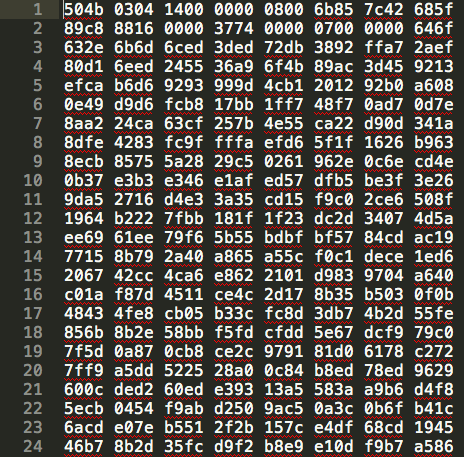 1 504b 0304 1400 0000 0800 6b85 7c42 685f
2 89c8 8816 0000 3774 0000 0700 0000 646f
3 632e 6b6d 6ced 3ded 72db 3892 ffa7 2aef
4 80d1 6eed 2455 36a9 6f4b 89ac 3d45 9213
5 efca b6d6 9293 999d 4cb1 2012 92b0 a608
6 0e49 d9d6 fcb8 17bb 1ff7 48f7 0ad7 0d7e
7 8aa2 24ca 63cf 257b 4e55 ca22 d90d 341a
8 8dfe 4283 fc9f fffa efd6 5f1f 1626 b963
9 8ecb 8575 5a28 29c5 0261 962e 0c6e cd4e
10 0b37 e3b3 e346 e1af ed57 dfb5 be3f 3e26
11 9da5 2716 d4e3 3a35 cd15 f9c0 2ce6 508f
12 1964 b222 7fbb 181f 1f23 dc2d 3407 4d5a
13 ee69 61ee 79f6 5b55 bdbf bf57 84cd ac19
14 7715 8b79 2a40 a865 a55c f0c1 dece 1ed6
15 2067 42cc 4ca6 e862 2101 d983 9704 a640
16 c01a f87d 4511 ce4c 2d17 8b35 b503 0f0b
17 4843 4fe8 cb05 b33c fc8d 3db7 4b2d 55fe
18 856b 8b2e 58bb f5fd cfdd 5e67 dcf9 79c0
19 7f5d 0a87 0cb8 ce2c 9791 81d0 6178 c272
20 7ff9 a5dd 5225 28a0 0c84 b8ed 78ed 9629
21 600c ded2 60ed e393 13a5 583a a9b6 d4f8
22 5ecb 0454 f9ab d250 9ac5 0a3c 0b6f b41c
23 6acd e07e b551 2f2b 157c e4df 68cd 1945
24 46b7 8b2d 35fc d9f2 b8e9 e10d f9b7 a586